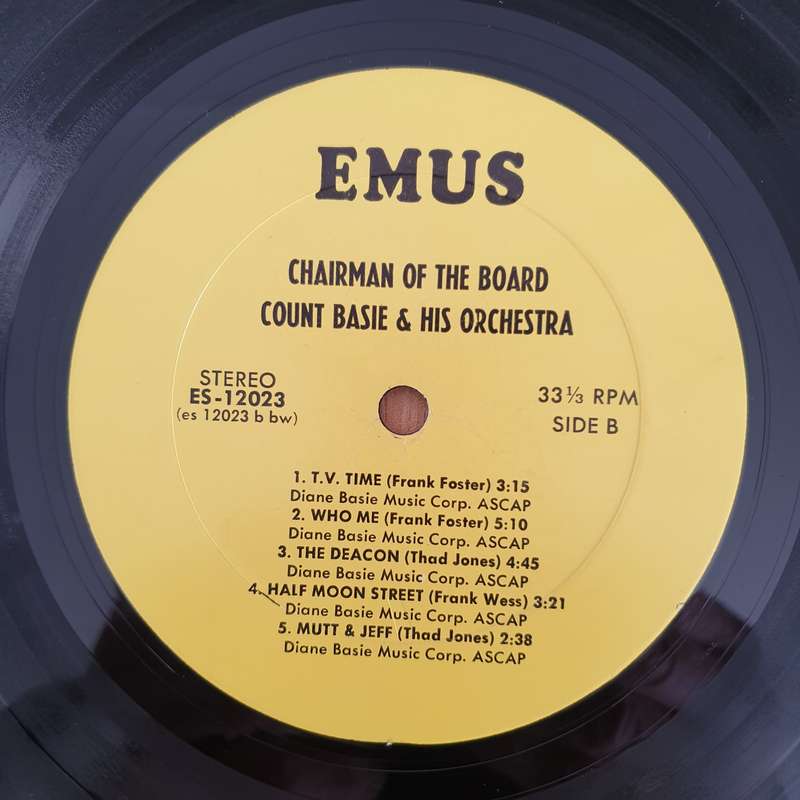 EMUS
CHAIRMAN OF THE BOARD
COUNT BASIE & HIS ORCHESTRA
STEREO
ES-12023
(es 12023 b bw)
33⅓ RPM
SIDE B
1. T.V. TIME (Frank Foster) 3:15
Diane Basie Music Corp. ASCAP
2. WHO ME (Frank Foster) 5:10
Diane Basie Music Corp. ASCAP
3. THE DEACON (Thad Jones) 4:45
Diane Basie Music Corp. ASCAP
4. HALF MOON STREET (Frank Wess) 3:21
Diane Basie Music Corp. ASCAP
5. MUTT & JEFF (Thad Jones) 2:38
Diane Basie Music Corp. ASCAP